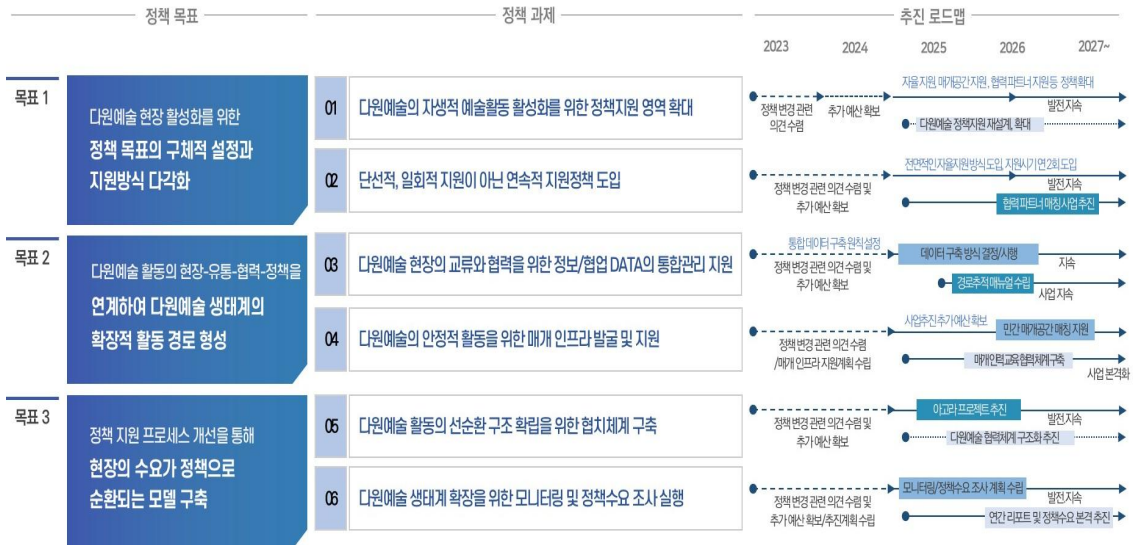 정책 목표
정책 과제
추진 로드맵
2023
2024
2025
2026
2027~
목표 1
다원예술 현장 활성화를 위한
정책 목표의 구체적 설정과
지원방식 다각화
01
다원예술의 자생적 예술활동 활성화를 위한 정책지원 영역 확대
정책 변경 관련
의견 수렴
추가 예산 확보
자율 지원, 매개공간 지원, 협력 파트너 지원 등 정책 확대
발전 지속
다원예술 정책지원 재설계, 확대
02
단선적, 일회적 지원이 아닌 연속적 지원정책 도입
정책 변경 관련 의견 수렴 및
추가 예산 확보
전면적인 자율지원 방식 도입, 지원시기 연 2회 도입
발전 지속
협력 파트너 매칭 사업 추진
목표 2
다원예술 활동의 현장-유통-협력-정책을
연계하여 다원예술 생태계의
확장적 활동 경로 형성
03
다원예술 현장의 교류와 협력을 위한 정보/협업 DATA의 통합관리 지원
통합 데이터 구축 원칙 설정
정책 변경 관련 의견 수렴 및
추가 예산 확보
데이터 구축 방식 결정/시행
지속
경로추적 매뉴얼 수립
사업 지속
04
다원예술의 안정적 활동을 위한 매개 인프라 발굴 및 지원
정책 변경 관련 의견 수렴
/매개 인프라 지원계획 수립
사업추진 추가 예산 확보
민간 매개공간 매칭 지원
매개인력 교육 협력체계 구축
사업 본격화
목표 3
정책 지원 프로세스 개선을 통해
현장의 수요가 정책으로
순환되는 모델 구축
05
다원예술 활동의 선순환 구조 확립을 위한 협치체계 구축
정책 변경 관련 의견 수렴 및
추가 예산 확보
아고라 프로젝트 추진
발전 지속
다원예술 협력체계 구조화 추진
06
다원예술 생태계 확장을 위한 모니터링 및 정책수요 조사 실행
정책 변경 관련 의견 수렴 및
추가 예산 확보/추진계획 수립
모니터링/정책수요 조사 계획 수립
발전 지속
연간 리포트 및 정책수요 본격 추진